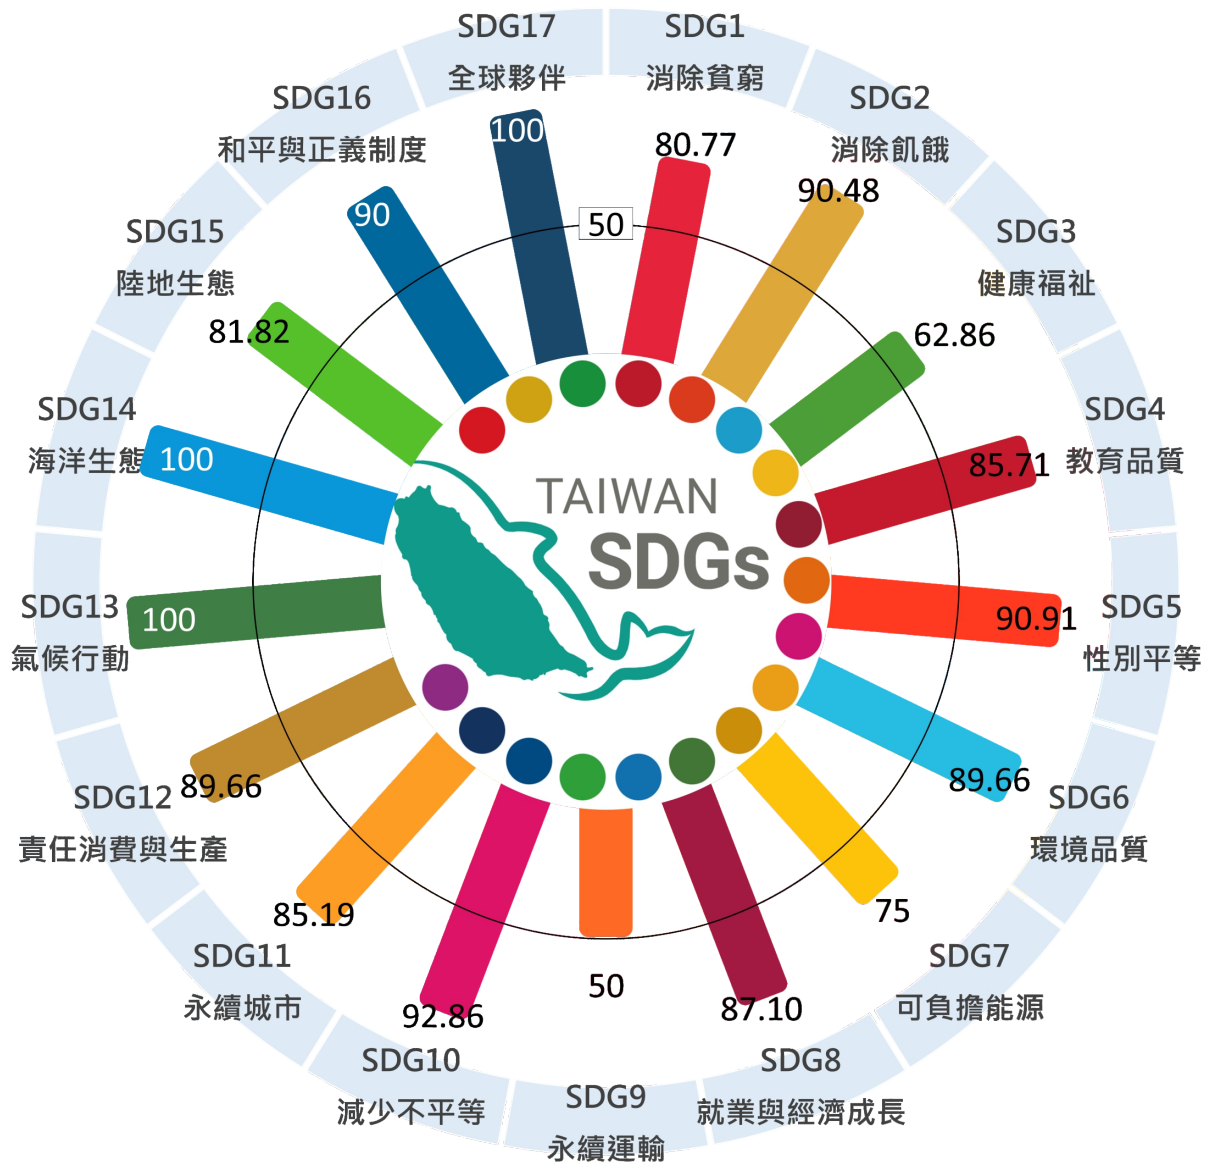 SDG17
全球夥伴
100
SDG1
消除貧窮
80.77
SDG2
消除飢餓
90.48
SDG3
健康福祉
62.86
SDG4
教育品質
85.71
SDG5
性別平等
90.91
SDG6
環境品質
89.66
SDG7
可負擔能源
75
SDG8
就業與經濟成長
87.10
SDG9
永續運輸
50
SDG10
減少不平等
92.86
SDG11
永續城市
85.19
SDG12
責任消費與生產
89.66
SDG13
氣候行動
100
SDG14
海洋生態
100
SDG15
陸地生態
81.82
SDG16
和平與正義制度
90
50
TAIWAN
SDGs